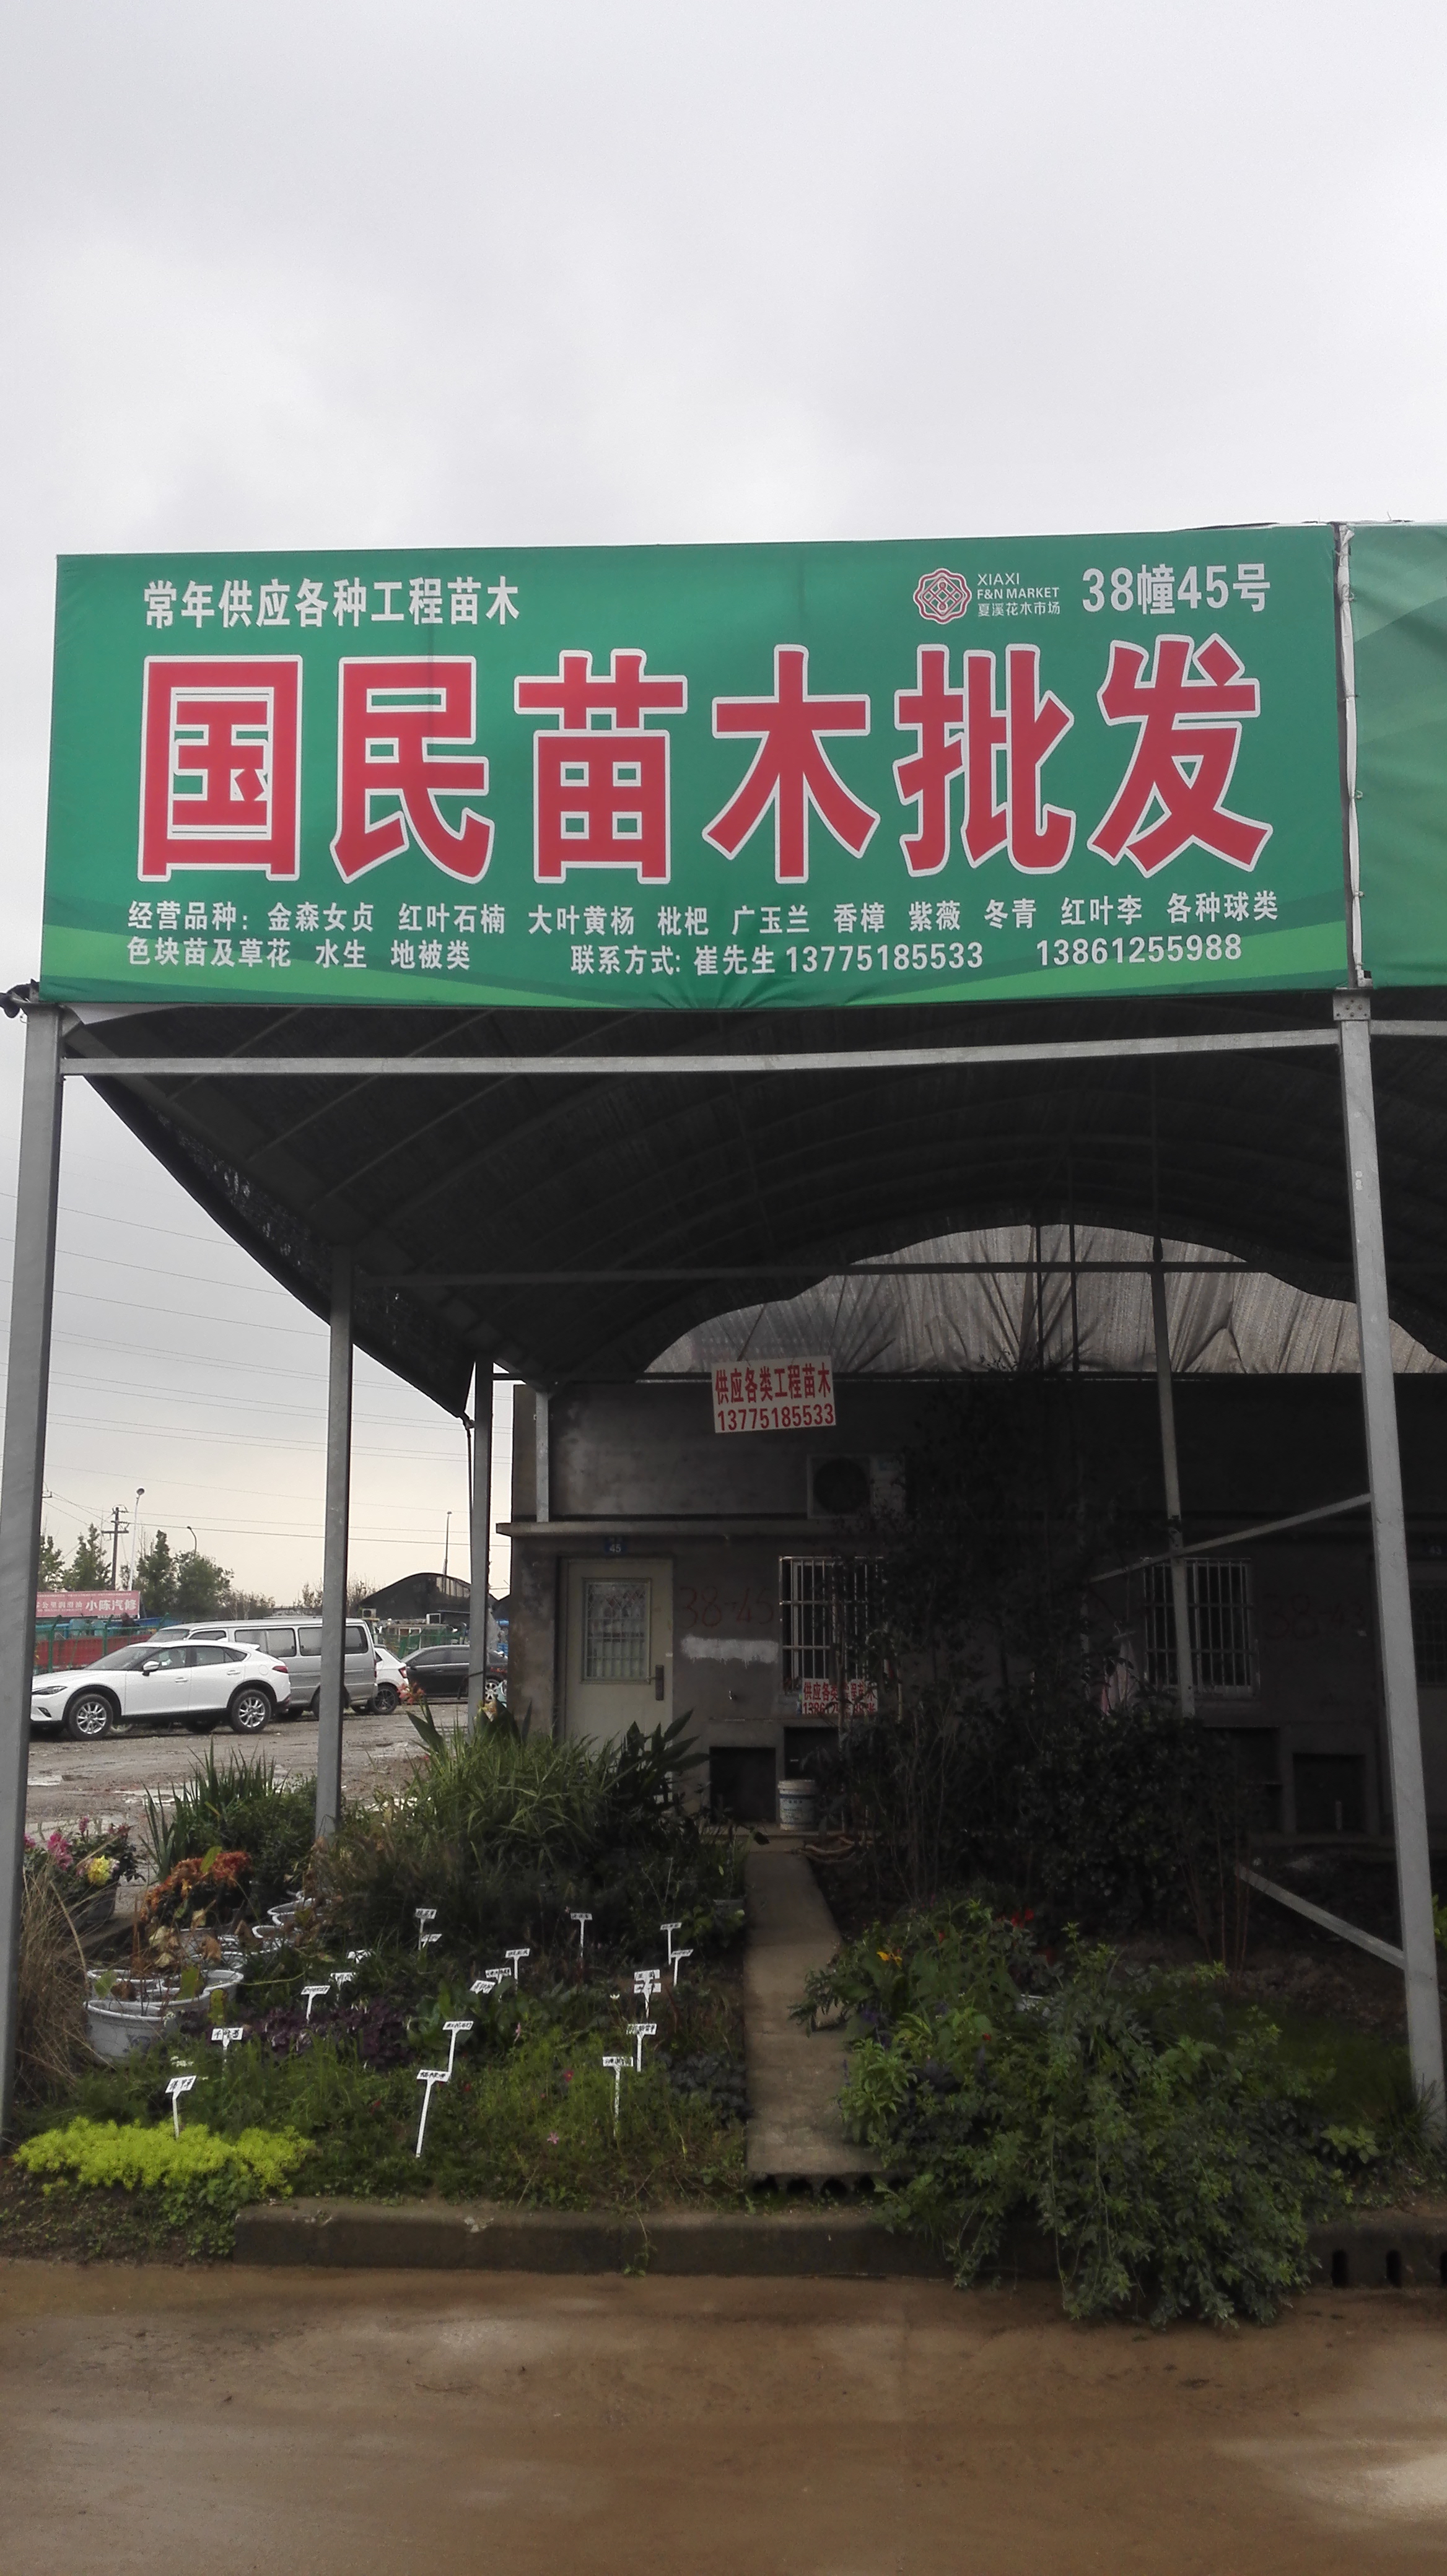 常年供应各种工程苗木
XIAXI
F&N MARKET
夏溪花木市场
38幢45号
国民苗木批发
经营品种：金森女贞 红叶石楠 大叶黄杨 枇杷 广玉兰 香樟 紫薇 冬青 红叶李 各种球类
色块苗及草花 水生 地被类 联系方式: 崔先生 13775185533 13861255988
供应各类工程苗木
13775185533
45
小陈汽修